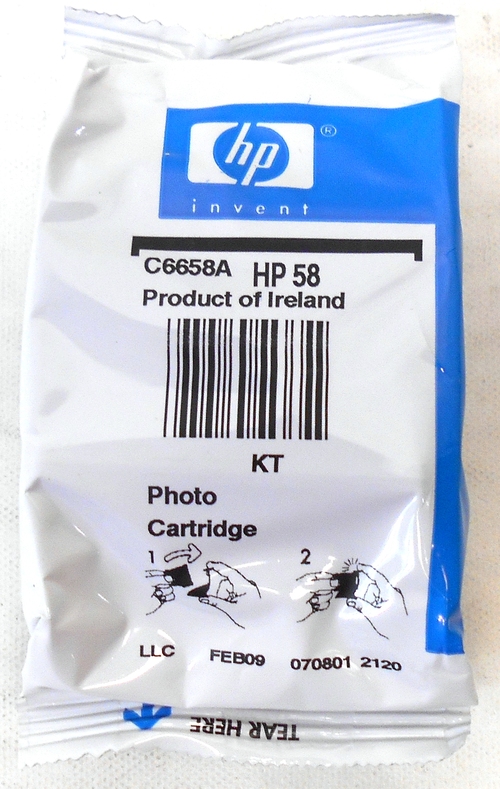 hp ®
invent
C6658A HP 58
Product of Ireland
KT
Photo
Cartridge
1 2
LLC FEB09 070801 2120
TEAR HERE